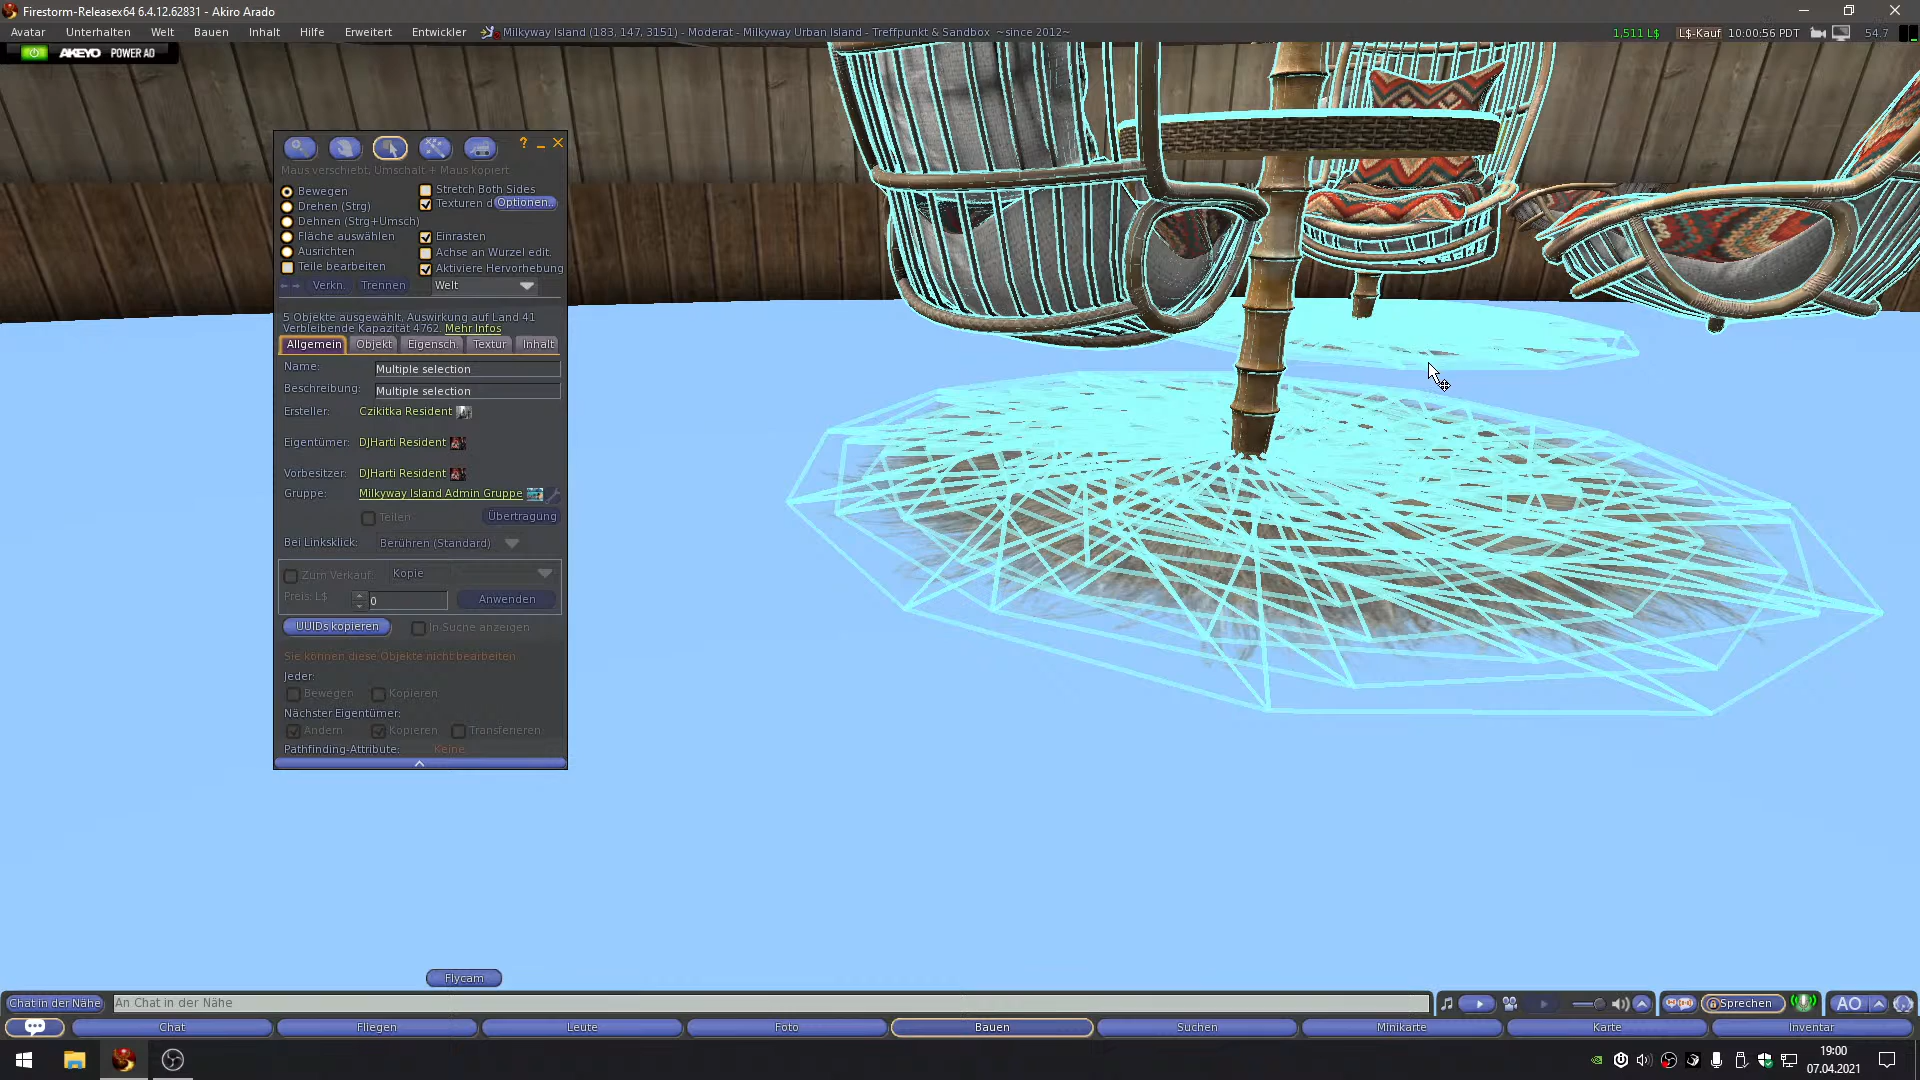 Firestorm-Releasex64 6.4.12.62831 - Akiro Arado
Avatar Unterhalten Welt Bauen Inhalt Hilfe Erweitert Entwickler Milkyway Island (183, 147, 3151) - Moderat - Milkyway Urban Island - Treffpunkt & Sandbox ~since 2012~ 1,511 L$ L$-Kauf 10:00:56 PDT 54.7
AKEYO POWER AO
Maus verschiebt, Umschalt + Maus kopiert
Bewegen Stretch Both Sides
Drehen (Strg) Texturen d Optionen..
Dehnen (Strg+Umsch)
Fläche auswählen Einrasten
Ausrichten Achse an Wurzel edit.
Teile bearbeiten Aktiviere Hervorhebung
Verkn. Trennen Welt
5 Objekte ausgewählt, Auswirkung auf Land 41
Verbleibende Kapazität 4762. Mehr Infos
Allgemein Objekt Eigensch. Textur Inhalt
Name: Multiple selection
Beschreibung: Multiple selection
Ersteller: Czikitka Resident
Eigentümer: DJHarti Resident
Vorbesitzer: DJHarti Resident
Gruppe: Milkyway Island Admin Gruppe
Teilen Übertragung
Bei Linksklick: Berühren (Standard)
Zum Verkauf: Kopie
Preis: L$ 0 Anwenden
UUIDs kopieren In Suche anzeigen
Sie können diese Objekte nicht bearbeiten
Jeder:
Bewegen Kopieren
Nächster Eigentümer:
Ändern Kopieren Transferieren
Pathfinding-Attribute: Keine
Flycam
Chat in der Nähe An Chat in der Nähe Sprechen AO
Chat Fliegen Leute Foto Bauen Suchen Minikarte Karte Inventar
19:00
07.04.2021